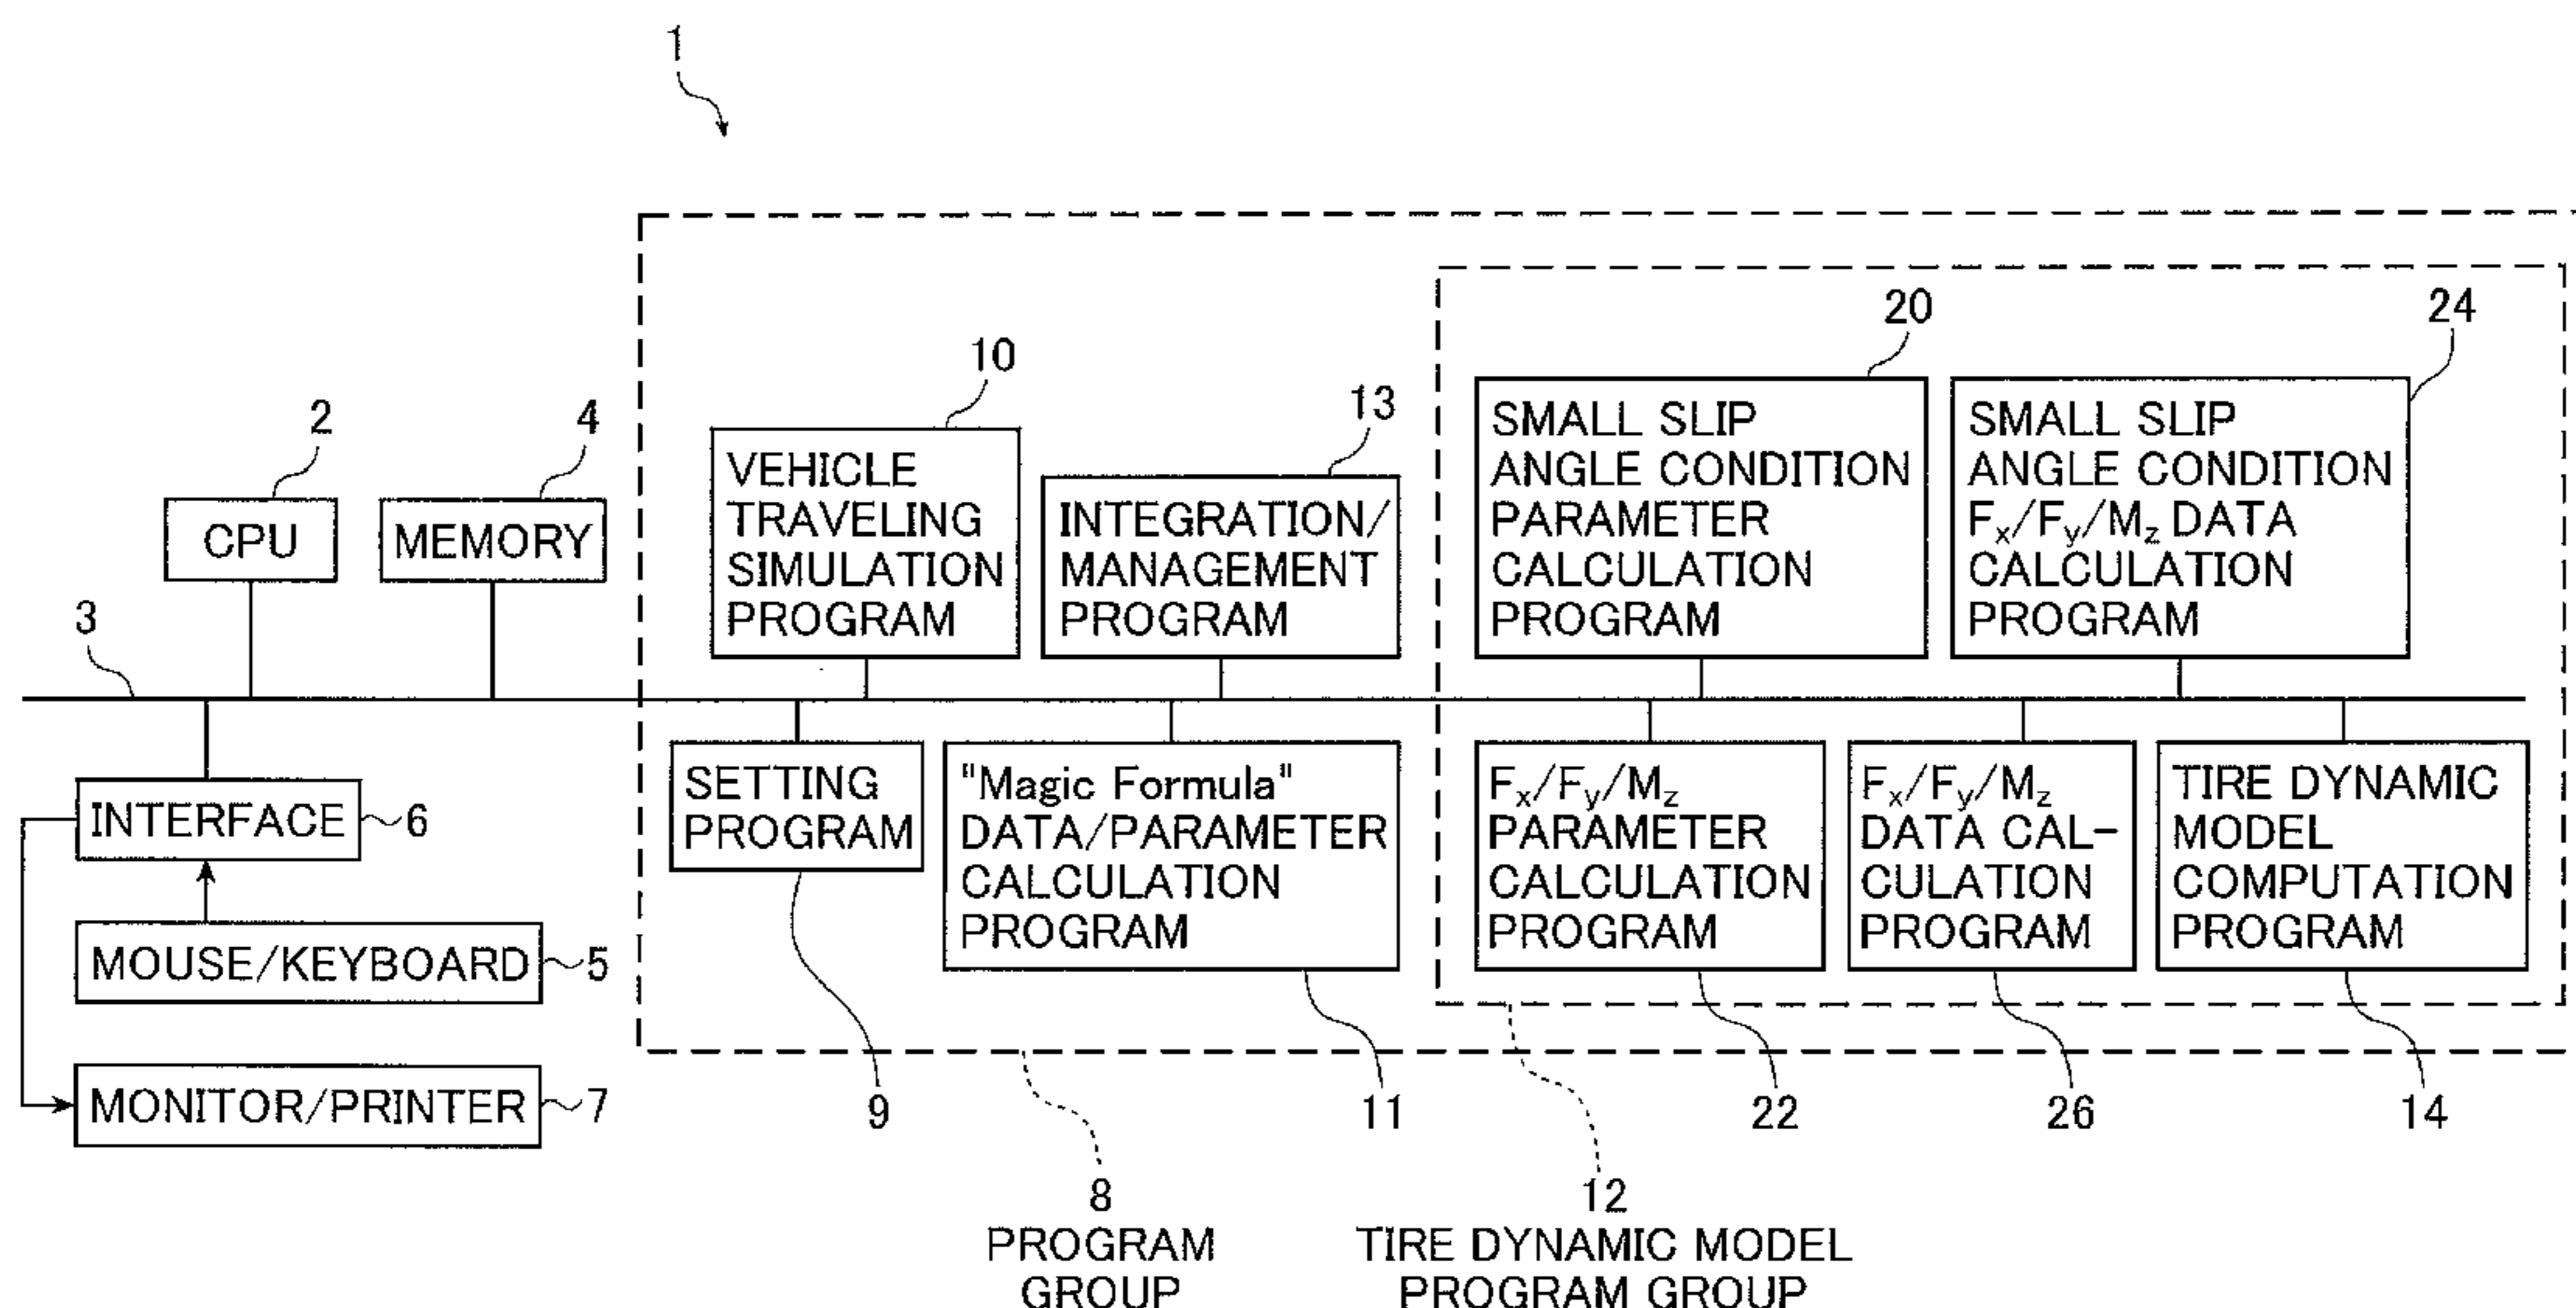 1
10
VEHICLE
TRAVELING
SIMULATION
PROGRAM
13
INTEGRATION/
MANAGEMENT
PROGRAM
20
SMALL SLIP
ANGLE CONDITION
PARAMETER
CALCULATION
PROGRAM
24
SMALL SLIP
ANGLE CONDITION
Fx/Fy/Mz DATA
CALCULATION
PROGRAM
2
CPU
4
MEMORY
3
INTERFACE
6
MOUSE/KEYBOARD
5
MONITOR/PRINTER
7
SETTING
PROGRAM
9
"Magic Formula"
DATA/PARAMETER
CALCULATION
PROGRAM
11
Fx/Fy/Mz
PARAMETER
CALCULATION
PROGRAM
22
Fx/Fy/Mz
DATA CAL-
CULATION
PROGRAM
26
TIRE DYNAMIC
MODEL
COMPUTATION
PROGRAM
14
8
PROGRAM
GROUP
12
TIRE DYNAMIC MODEL
PROGRAM GROUP